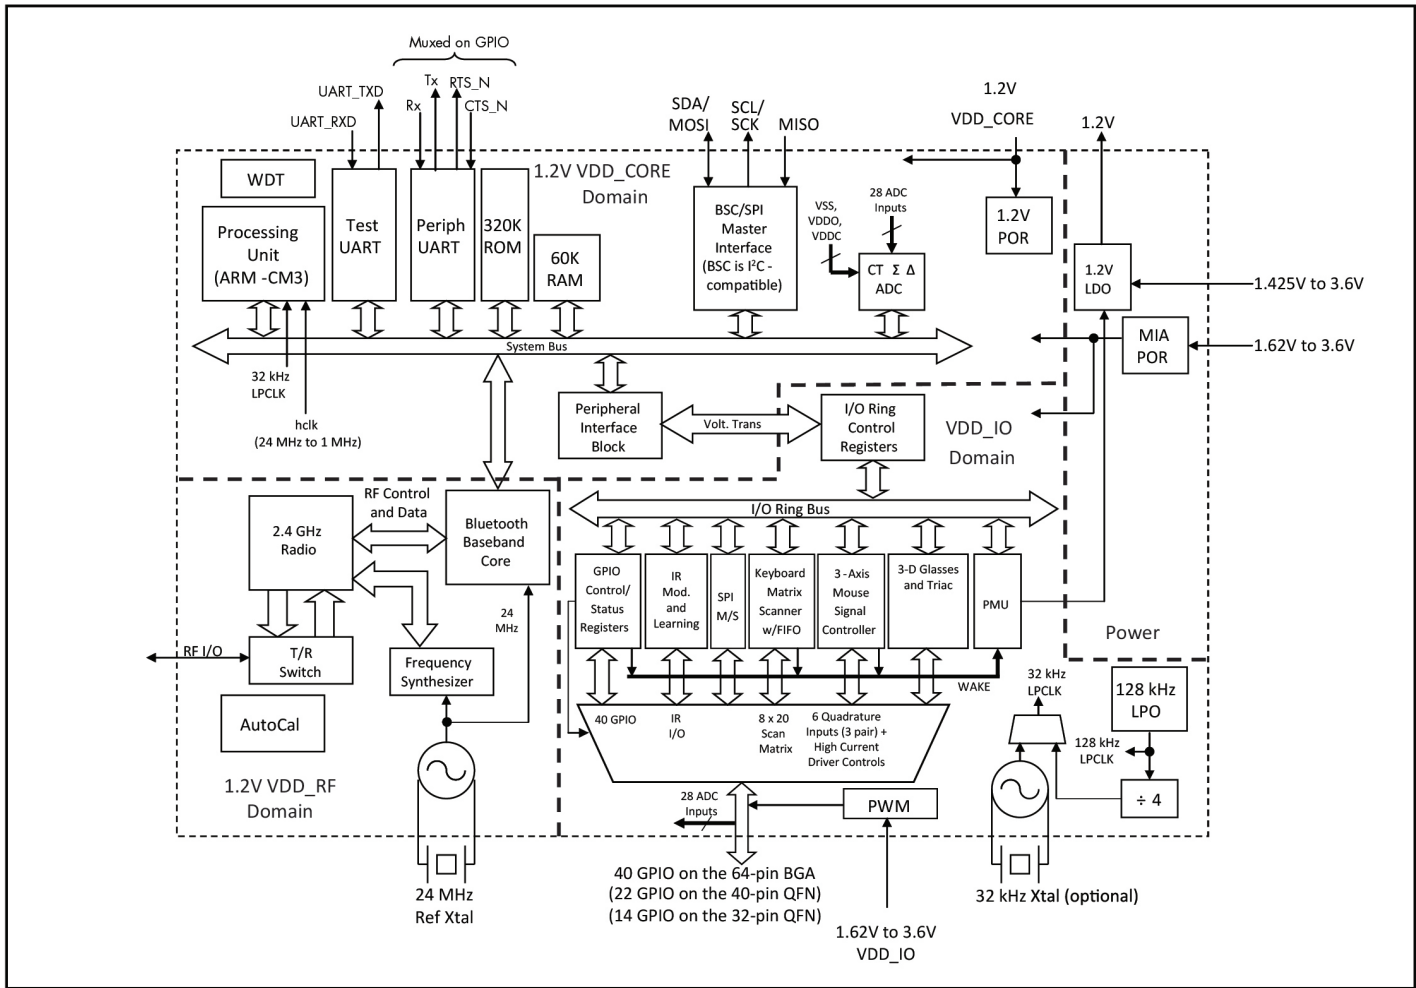 Muxed on GPIO
UART_TXD
Tx
RTS_N
UART_RXD
Rx
CTS_N
SDA/
MOSI
SCL/
SCK
MISO
1.2V
VDD_CORE
1.2V
WDT
1.2V VDD_CORE
Domain
Processing
Unit
(ARM -CM3)
Test
UART
Periph
UART
320K
ROM
60K
RAM
BSC/SPI
Master
Interface
(BSC is I²C -
compatible)
VSS,
VDDO,
VDDC
28 ADC
Inputs
CT Σ Δ
ADC
1.2V
POR
1.2V
LDO
1.425V to 3.6V
MIA
POR
1.62V to 3.6V
System Bus
32 kHz
LPCLK
hclk
(24 MHz to 1 MHz)
Peripheral
Interface
Block
Volt. Trans
I/O Ring
Control
Registers
VDD_IO
Domain
I/O Ring Bus
RF Control
and Data
2.4 GHz
Radio
Bluetooth
Baseband
Core
24
MHz
RF I/O
T/R
Switch
Frequency
Synthesizer
AutoCal
1.2V VDD_RF
Domain
24 MHz
Ref Xtal
GPIO
Control/
Status
Registers
IR
Mod.
and
Learning
SPI
M/S
Keyboard
Matrix
Scanner
w/FIFO
3-Axis
Mouse
Signal
Controller
3-D Glasses
and Triac
PMU
Power
WAKE
40 GPIO
IR
I/O
8 x 20
Scan
Matrix
6 Quadrature
Inputs (3 pair) +
High Current
Driver Controls
32 kHz
LPCLK
128 kHz
LPO
128 kHz
LPCLK
÷ 4
28 ADC
Inputs
PWM
40 GPIO on the 64-pin BGA
(22 GPIO on the 40-pin QFN)
(14 GPIO on the 32-pin QFN)
1.62V to 3.6V
VDD_IO
32 kHz Xtal (optional)